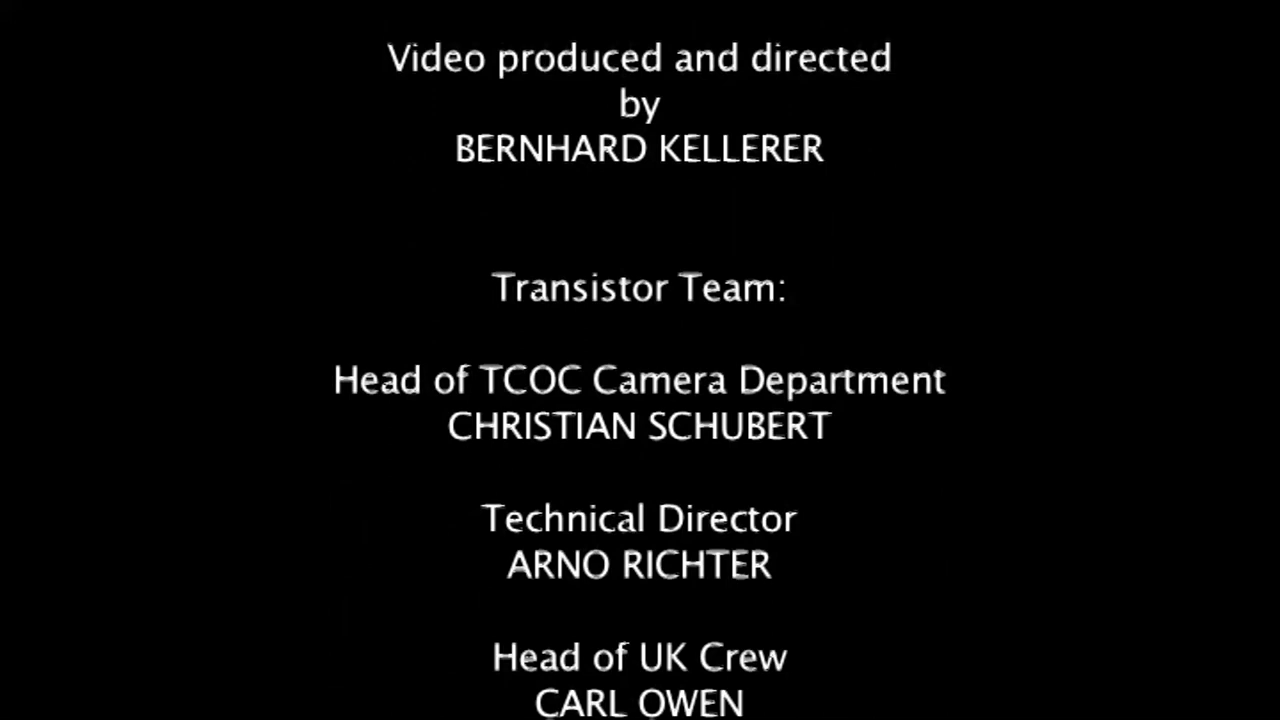 Video produced and directed
by
BERNHARD KELLERER
Transistor Team:
Head of TCOC Camera Department
CHRISTIAN SCHUBERT
Technical Director
ARNO RICHTER
Head of UK Crew
CARL OWEN